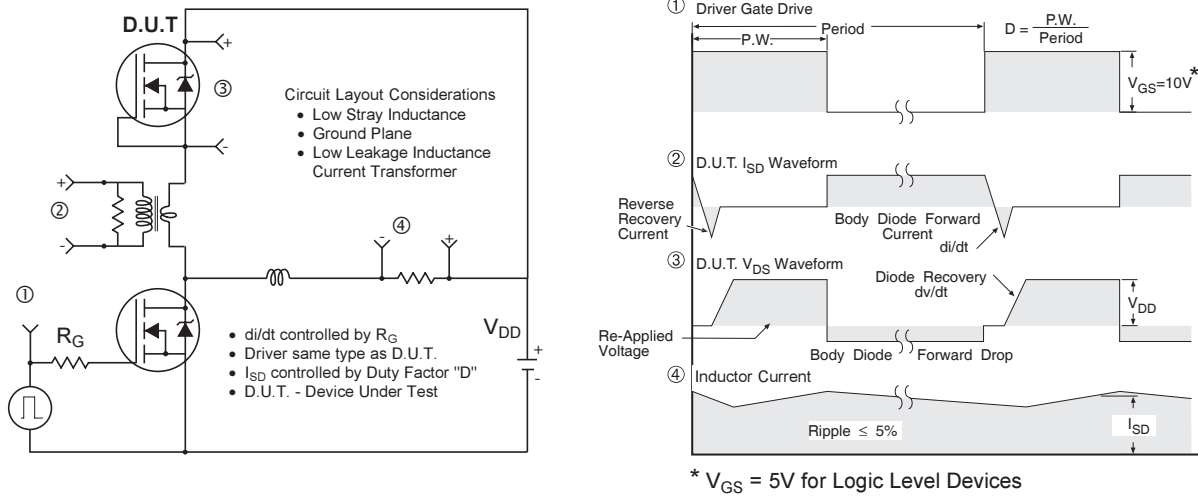 D.U.T
+
③
-
Circuit Layout Considerations
• Low Stray Inductance
• Ground Plane
• Low Leakage Inductance
Current Transformer
+
②
-
④
-
+
①
R_G
V_DD
+
-
• di/dt controlled by R_G
• Driver same type as D.U.T.
• I_SD controlled by Duty Factor "D"
• D.U.T. - Device Under Test
① Driver Gate Drive
P.W.
Period
D = P.W. / Period
V_GS=10V*
② D.U.T. I_SD Waveform
Reverse
Recovery
Current
Body Diode Forward
Current
di/dt
③ D.U.T. V_DS Waveform
Diode Recovery
dv/dt
V_DD
Re-Applied
Voltage
Body Diode Forward Drop
④ Inductor Current
Ripple ≤ 5%
I_SD
* V_GS = 5V for Logic Level Devices